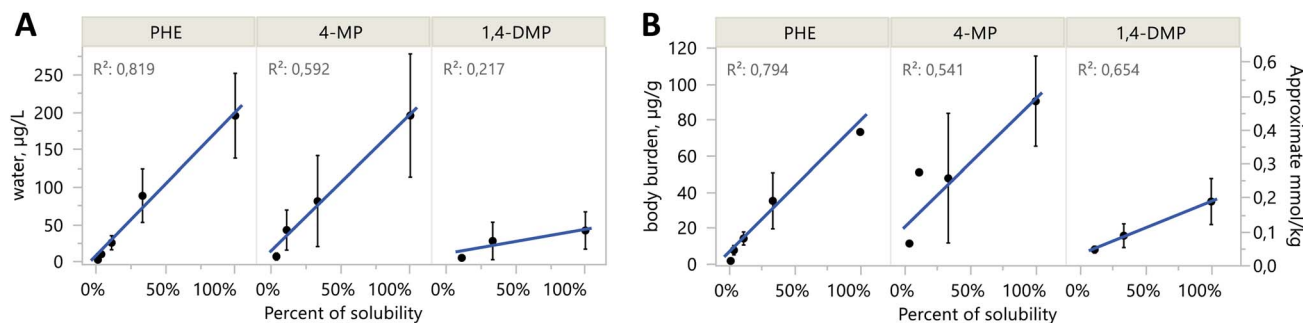 A
PHE 4-MP 1,4-DMP
R²: 0,819 R²: 0,592 R²: 0,217
water, µg/L
250
200
150
100
50
0
0% 50% 100% 0% 50% 100% 0% 50% 100%
Percent of solubility
B
PHE 4-MP 1,4-DMP
R²: 0,794 R²: 0,541 R²: 0,654
body burden, µg/g
120
100
80
60
40
20
0
0,6
0,5
0,4
0,3
0,2
0,1
0,0
Approximate mmol/kg
0% 50% 100% 0% 50% 100% 0% 50% 100%
Percent of solubility